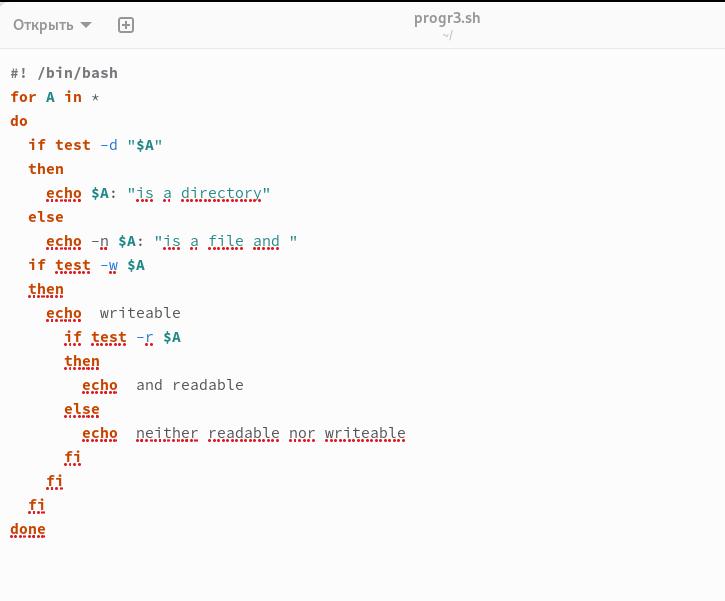 Открыть
progr3.sh
~/
#! /bin/bash
for A in *
do
  if test -d "$A"
  then
    echo $A: "is a directory"
  else
    echo -n $A: "is a file and "
  if test -w $A
  then
    echo  writeable
      if test -r $A
      then
        echo  and readable
      else
        echo  neither readable nor writeable
      fi
    fi
  fi
done